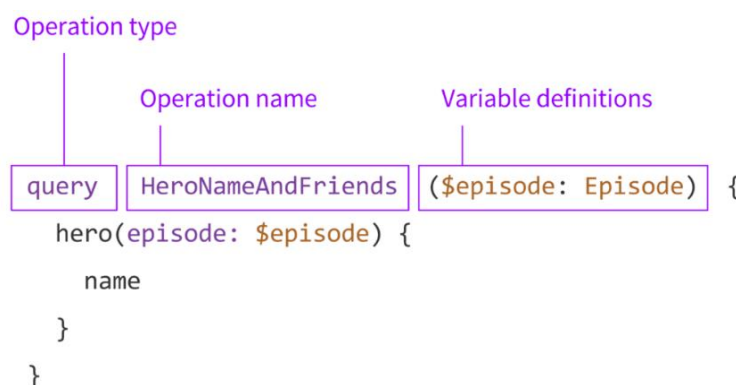 Operation type
Operation name Variable definitions
query HeroNameAndFriends ($episode: Episode) {
hero(episode: $episode) {
name
}
}